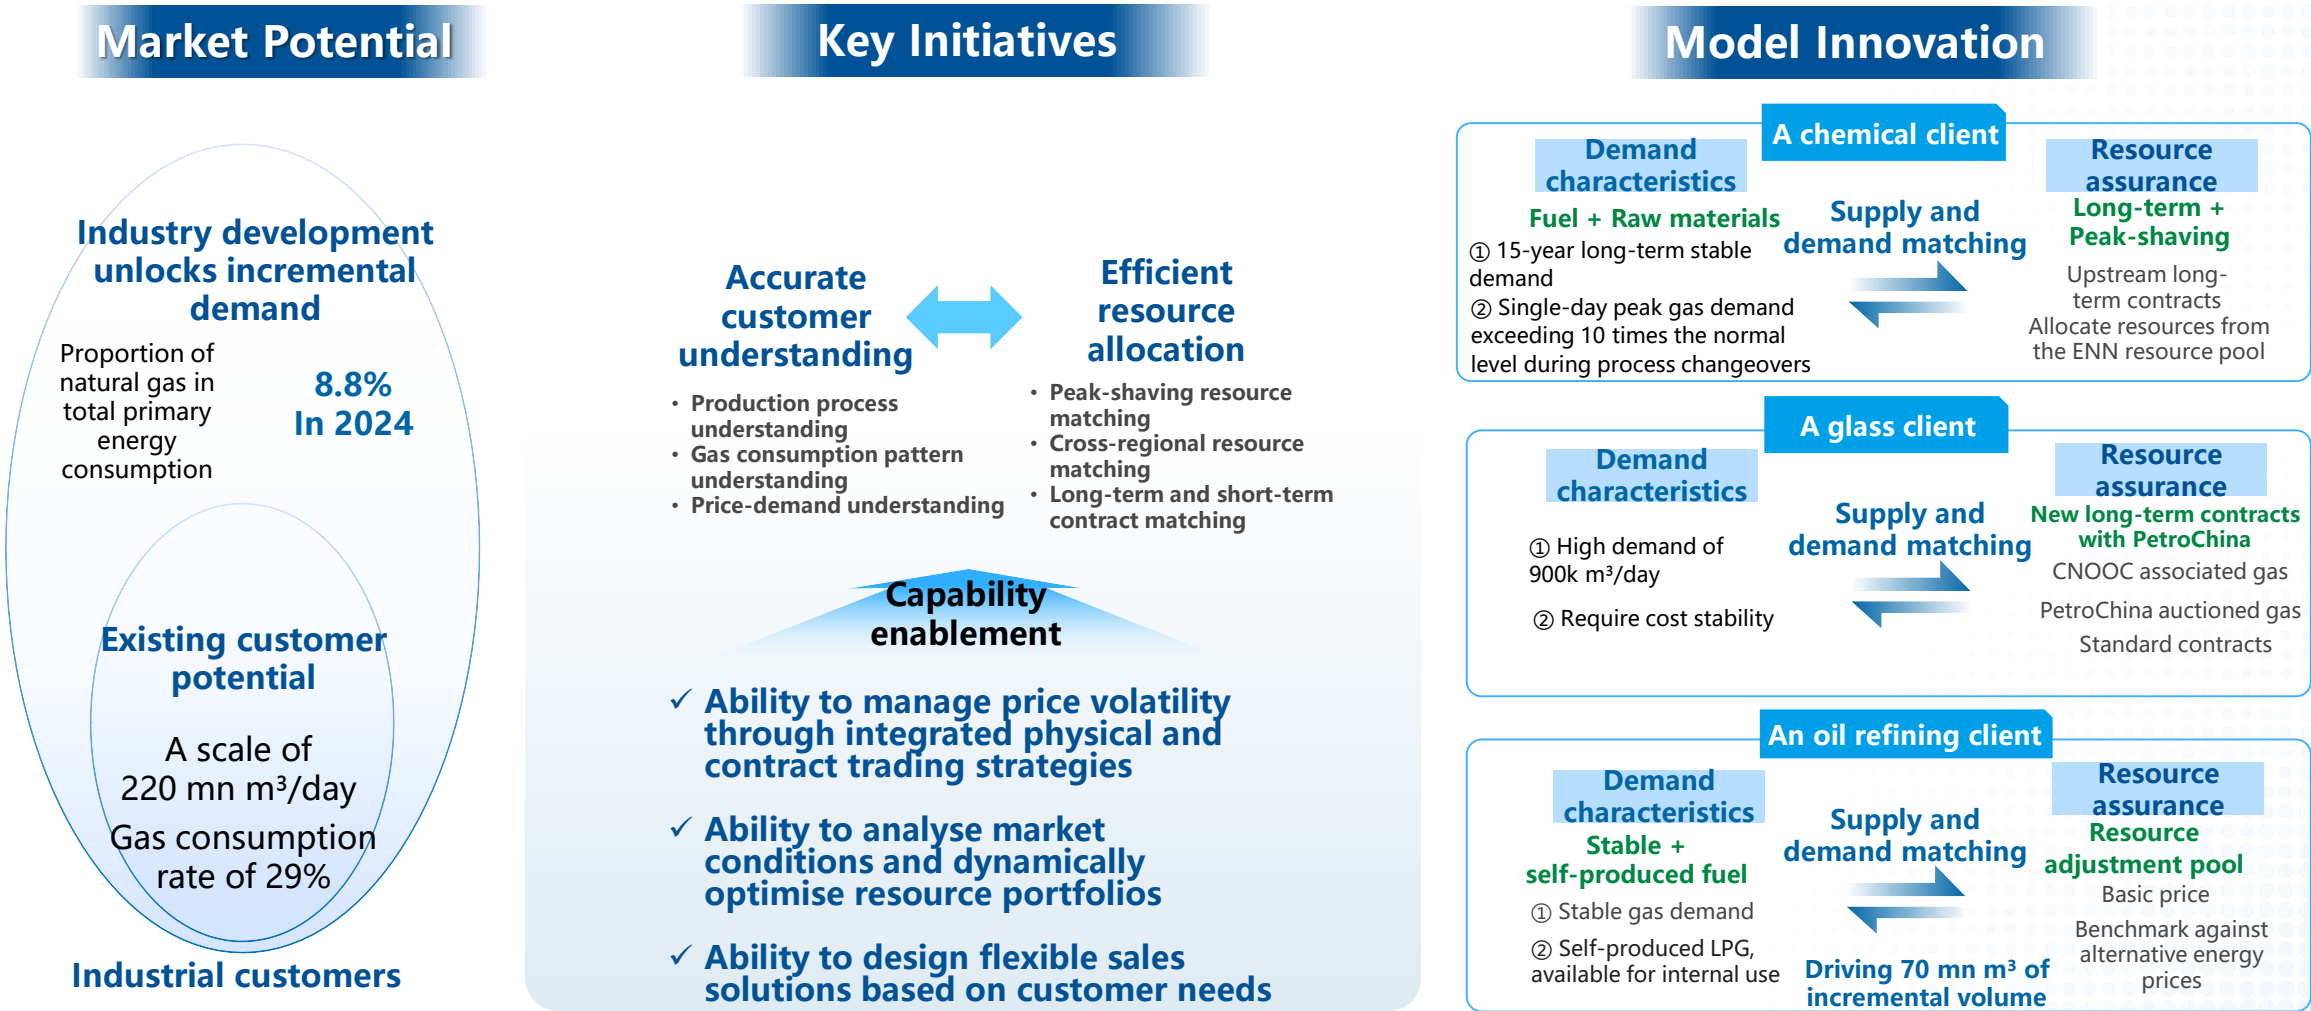 Market Potential
Industry development
unlocks incremental
demand
Proportion of
natural gas in
total primary
energy
consumption
8.8%
In 2024
Existing customer
potential
A scale of
220 mn m³/day
Gas consumption
rate of 29%
Industrial customers
Key Initiatives
Accurate
customer
understanding
• Production process
understanding
• Gas consumption pattern
understanding
• Price-demand understanding
Efficient
resource
allocation
• Peak-shaving resource
matching
• Cross-regional resource
matching
• Long-term and short-term
contract matching
Capability
enablement
✓ Ability to manage price volatility
through integrated physical and
contract trading strategies
✓ Ability to analyse market
conditions and dynamically
optimise resource portfolios
✓ Ability to design flexible sales
solutions based on customer needs
Model Innovation
A chemical client
Demand
characteristics
Fuel + Raw materials
① 15-year long-term stable
demand
② Single-day peak gas demand
exceeding 10 times the normal
level during process changeovers
Supply and
demand matching
Resource
assurance
Long-term +
Peak-shaving
Upstream long-
term contracts
Allocate resources from
the ENN resource pool
A glass client
Demand
characteristics
① High demand of
900k m³/day
② Require cost stability
Supply and
demand matching
Resource
assurance
New long-term contracts
with PetroChina
CNOOC associated gas
PetroChina auctioned gas
Standard contracts
An oil refining client
Demand
characteristics
Stable +
self-produced fuel
① Stable gas demand
② Self-produced LPG,
available for internal use
Supply and
demand matching
Driving 70 mn m³ of
incremental volume
Resource
assurance
Resource
adjustment pool
Basic price
Benchmark against
alternative energy
prices